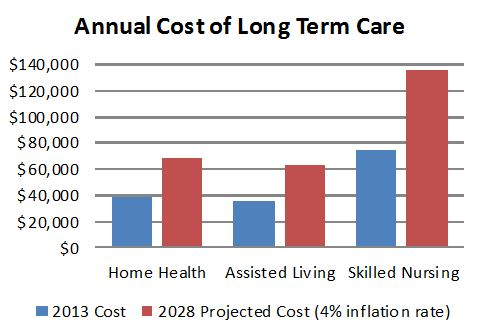 Annual Cost of Long Term Care
$140,000
$120,000
$100,000
$80,000
$60,000
$40,000
$20,000
$0
Home Health Assisted Living Skilled Nursing
2013 Cost 2028 Projected Cost (4% inflation rate)